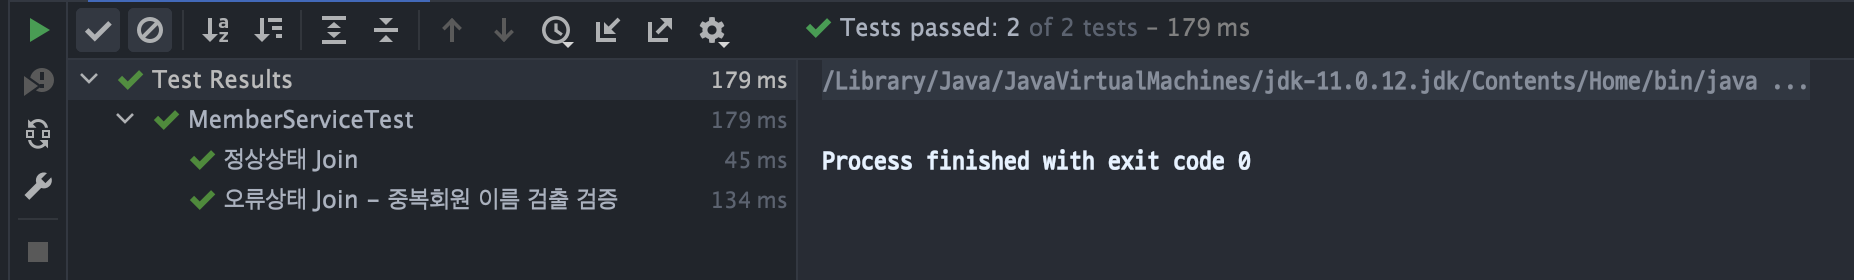 Tests passed: 2 of 2 tests – 179 ms
Test Results 179 ms
MemberServiceTest 179 ms
정상상태 Join 45 ms
오류상태 Join – 중복회원 이름 검출 검증 134 ms
/Library/Java/JavaVirtualMachines/jdk-11.0.12.jdk/Contents/Home/bin/java ...
Process finished with exit code 0